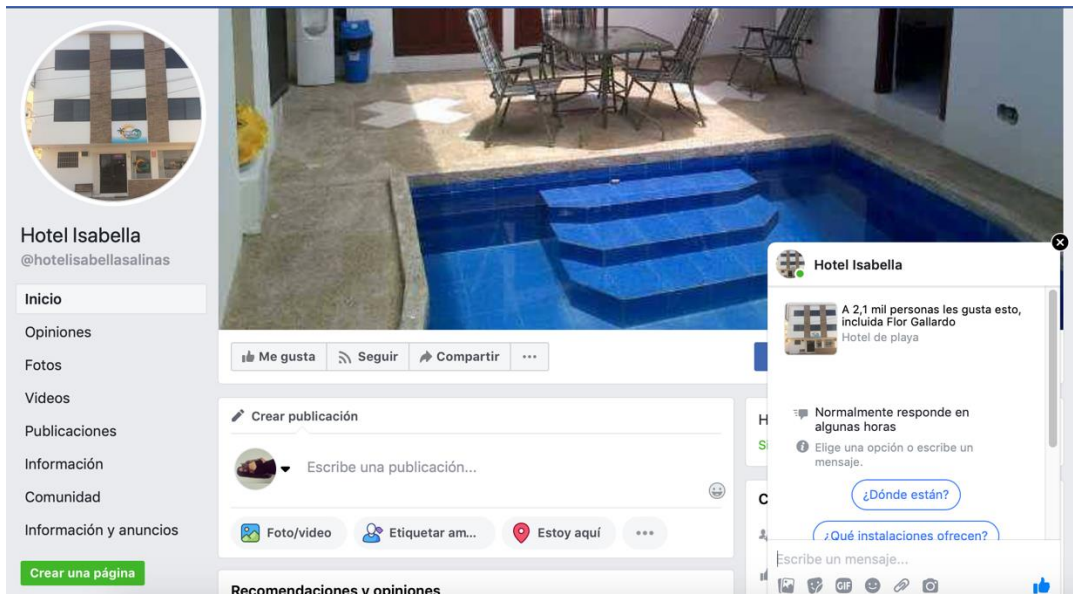 Hotel Isabella
@hotelisabellasalinas
Inicio
Opiniones
Fotos
Videos
Publicaciones
Información
Comunidad
Información y anuncios
Crear una página
Me gusta
Seguir
Compartir
Crear publicación
Escribe una publicación...
Foto/video
Etiquetar am...
Estoy aquí
Recomendaciones y opiniones
Hotel Isabella
A 2,1 mil personas les gusta esto,
incluida Flor Gallardo
Hotel de playa
Normalmente responde en
algunas horas
Elige una opción o escribe un
mensaje.
¿Dónde están?
¿Qué instalaciones ofrecen?
Escribe un mensaje...
GIF